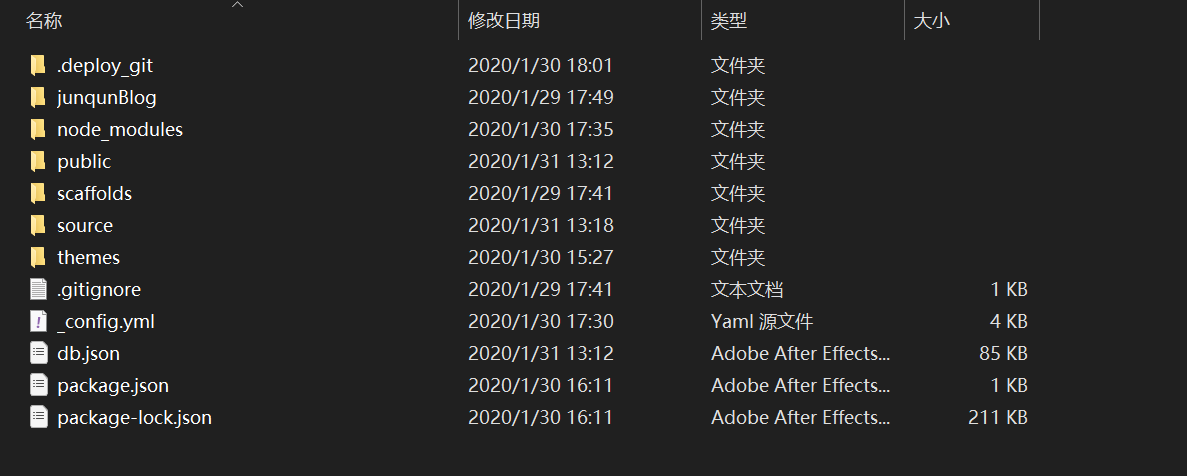 名称 修改日期 类型 大小
.deploy_git 2020/1/30 18:01 文件夹
junqunBlog 2020/1/29 17:49 文件夹
node_modules 2020/1/30 17:35 文件夹
public 2020/1/31 13:12 文件夹
scaffolds 2020/1/29 17:41 文件夹
source 2020/1/31 13:18 文件夹
themes 2020/1/30 15:27 文件夹
.gitignore 2020/1/29 17:41 文本文档 1 KB
_config.yml 2020/1/30 17:30 Yaml 源文件 4 KB
db.json 2020/1/31 13:12 Adobe After Effects... 85 KB
package.json 2020/1/30 16:11 Adobe After Effects... 1 KB
package-lock.json 2020/1/30 16:11 Adobe After Effects... 211 KB